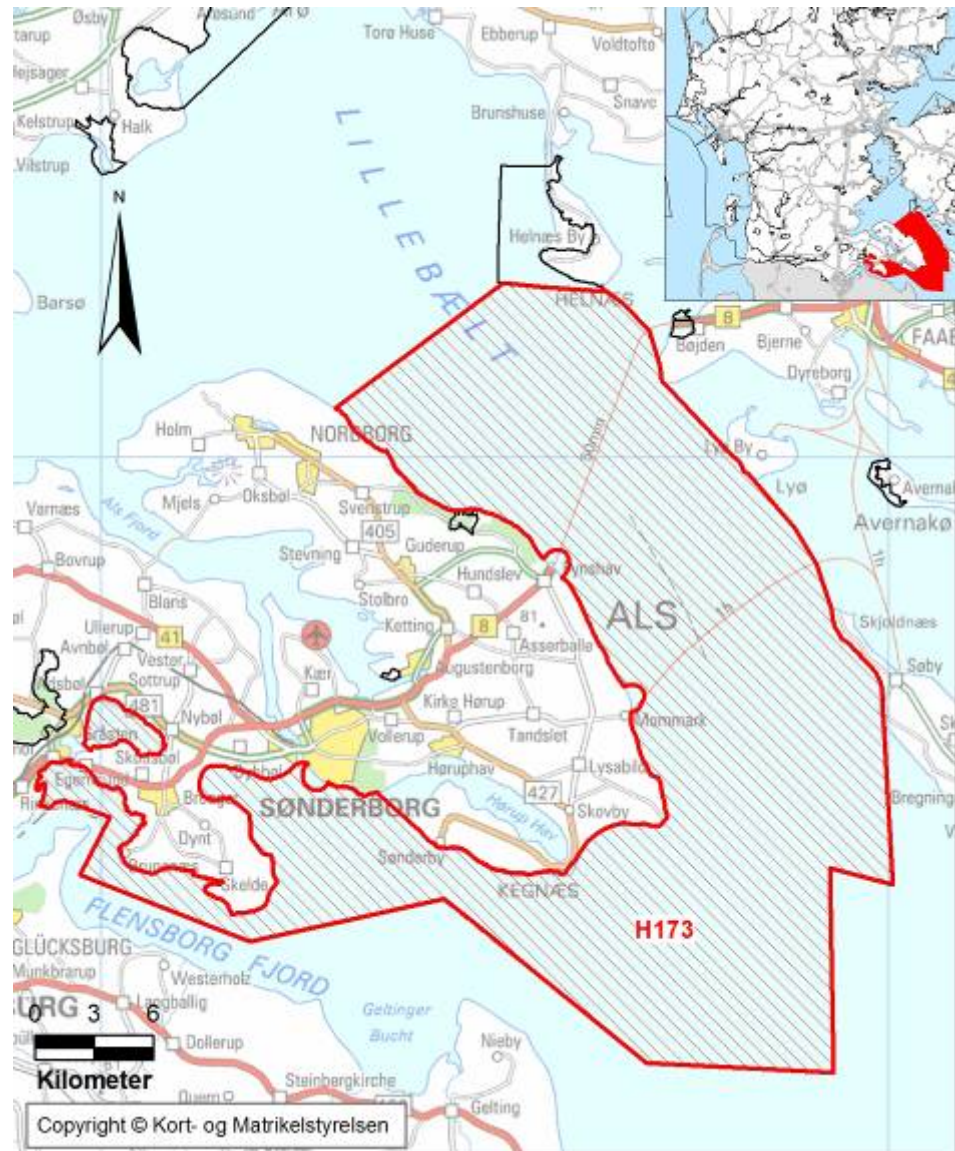 Øsby
Torø Huse
Ebberup
Voldtofte
Halk
Kelstrup
Vilstrup
Brunshuse
Snave
LILLEBÆLT
N
Helnæs By
HELNÆS
Barsø
8
Bøjden
Bjerne
Dyreborg
Holm
NORDBORG
30min
Lyø By
Mjels
Oksbøl
Lyø
Avernakø
Varnæs
Als Fjord
Svenstrup
405
Stevning
Guderup
Bovrup
Hundslev
Fynshav
1h
Blans
Stolbro
ALS
1h
Skjoldnæs
Ullerup
41
Ketting
8
81
Asserballe
Avnbøl
Vester
Sottrup
Kær
Augustenborg
Søby
481
Kirke Hørup
Gråsten
Nybøl
Vollerup
Tandslet
Mommark
Høruphav
Lysabild
427
SØNDERBORG
Hørup Hav
Skovby
Dynt
Sønderby
Skelde
KEGNÆS
H173
FLENSBORG FJORD
GLÜCKSBURG
Munkbrarup
Westerholz
Langballig
Geltinger
Bucht
0 3 6
Nieby
Dollerup
Kilometer
Steinbergkirche
Gelting
Copyright © Kort- og Matrikelstyrelsen